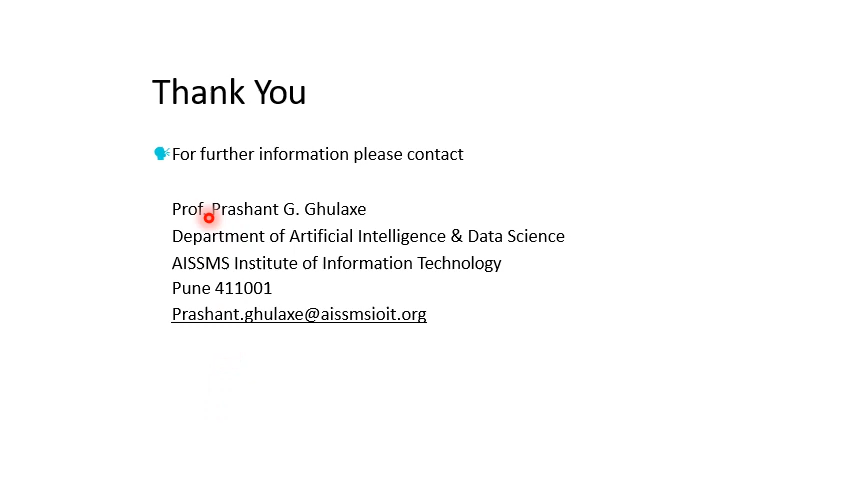 Thank You
For further information please contact
Prof. Prashant G. Ghulaxe
Department of Artificial Intelligence & Data Science
AISSMS Institute of Information Technology
Pune 411001
Prashant.ghulaxe@aissmsioit.org